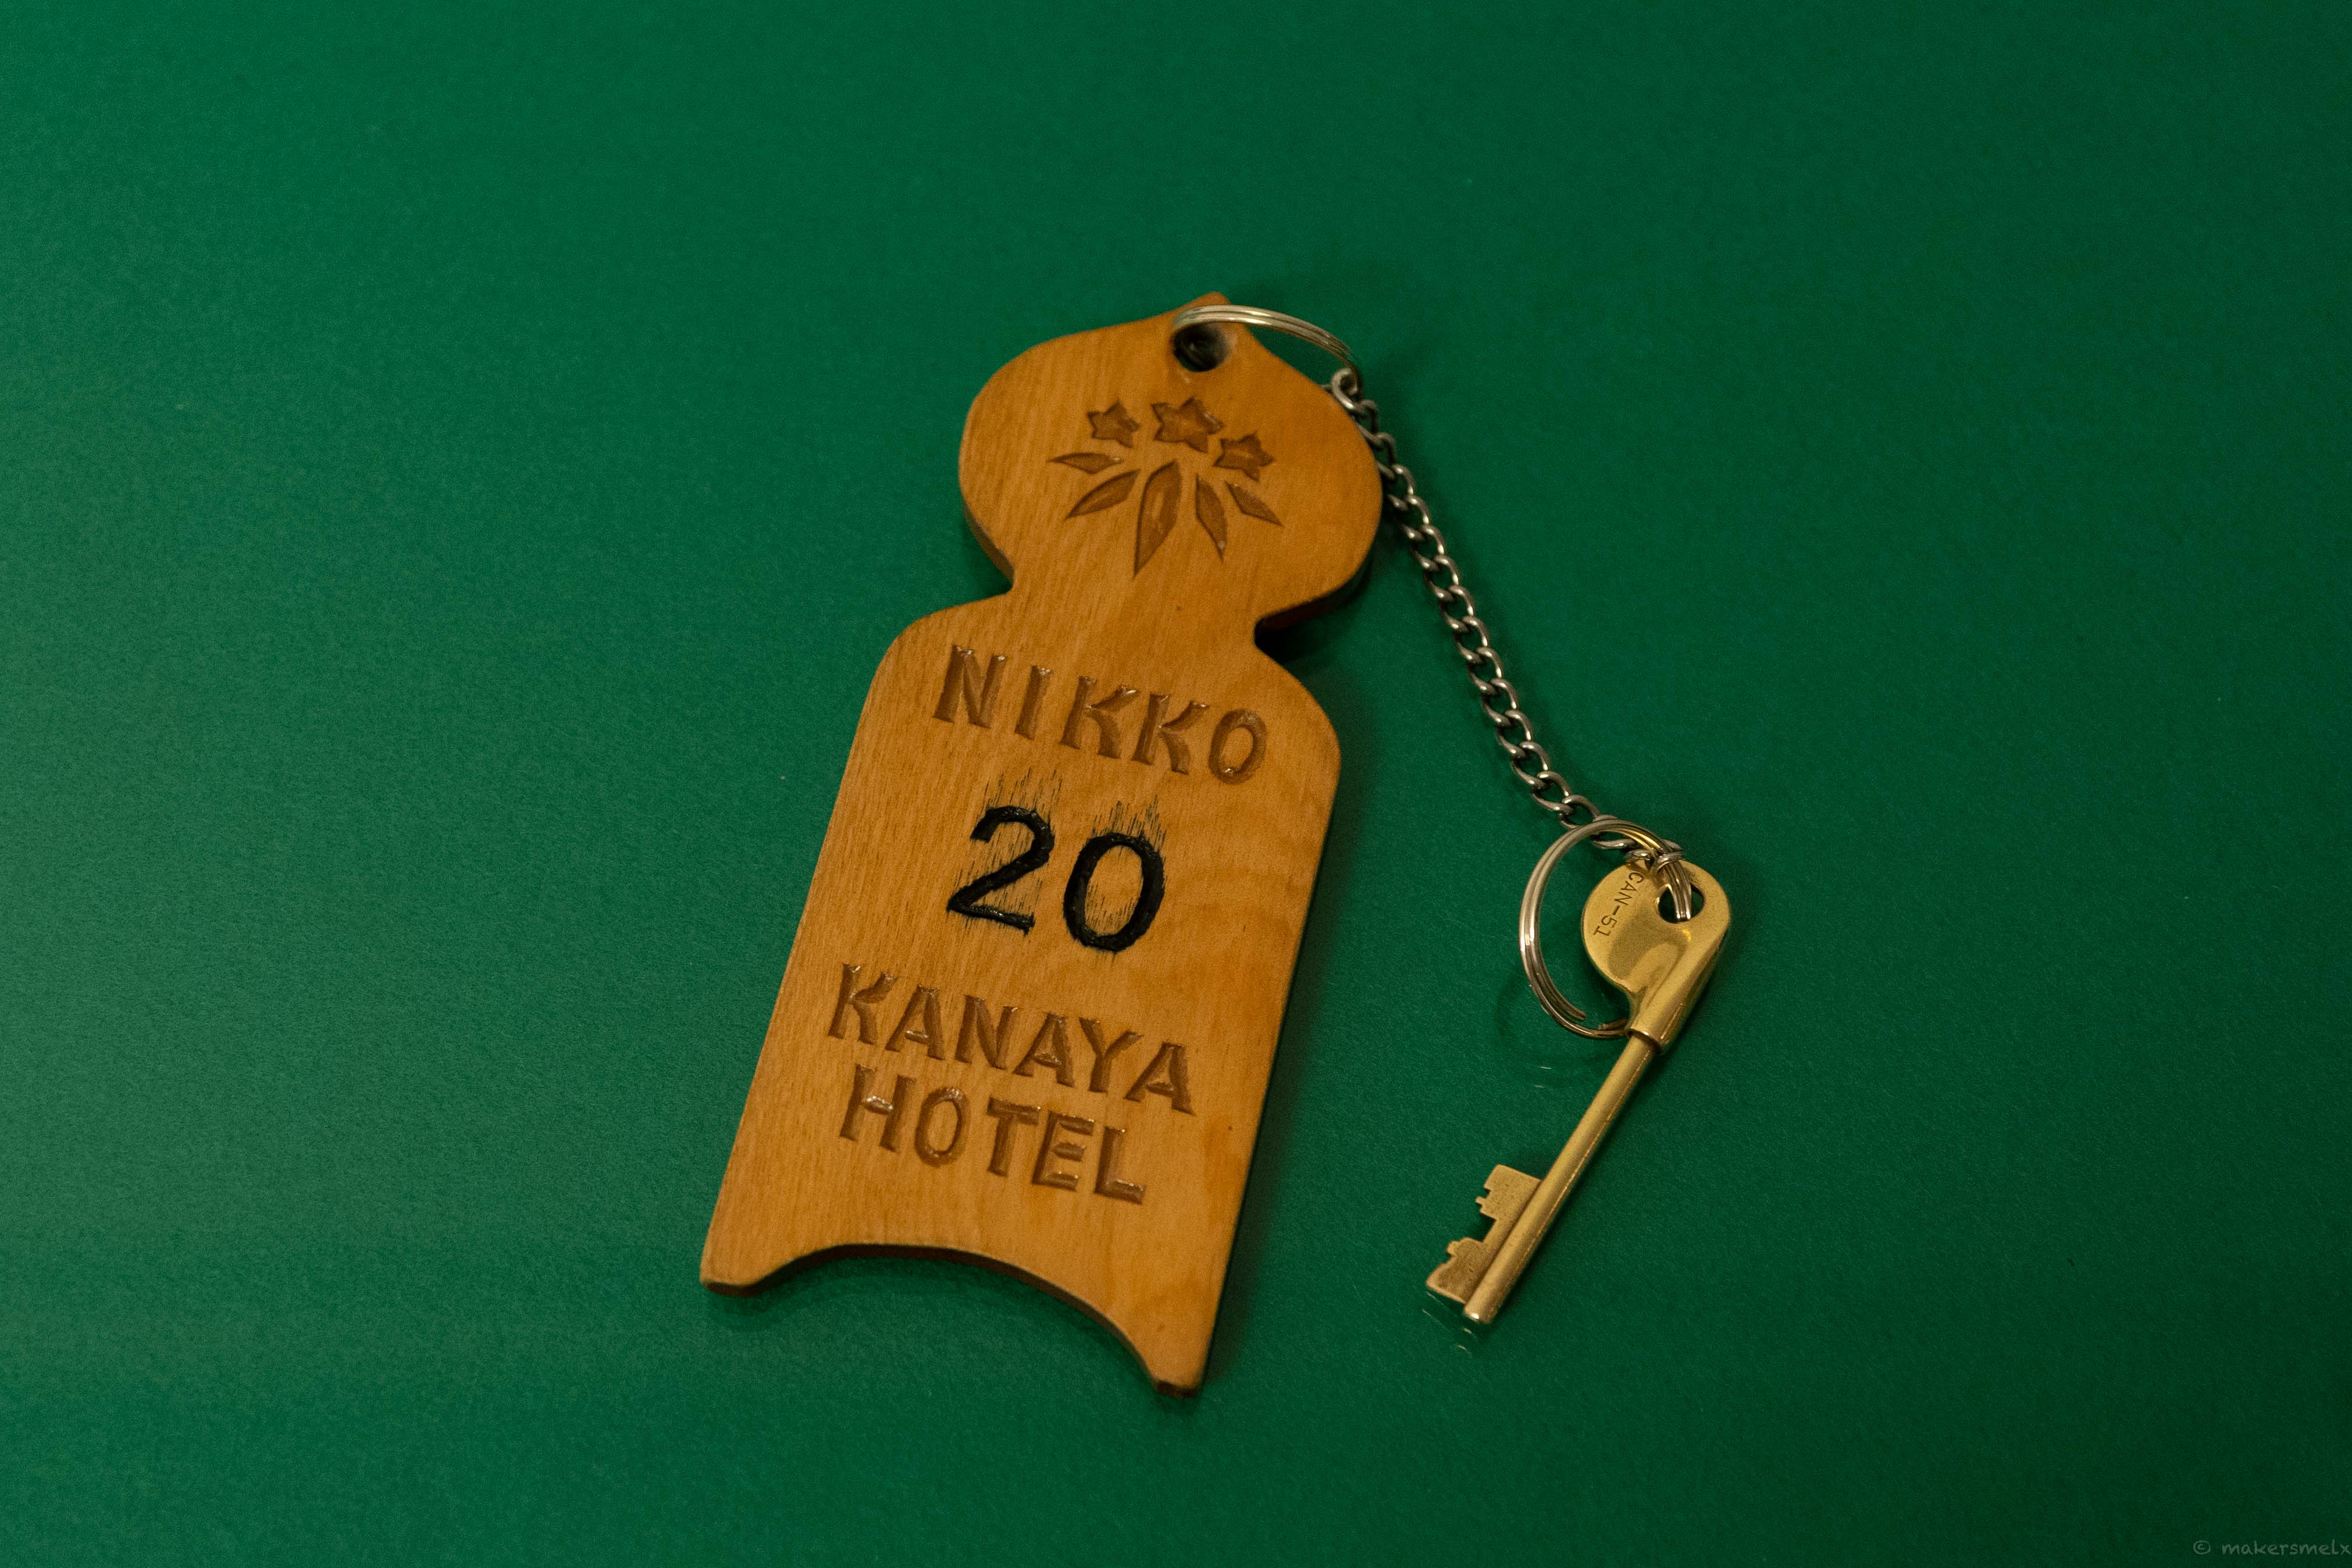 NIKKO
20
KANAYA
HOTEL
CAN-51
© makersmelx